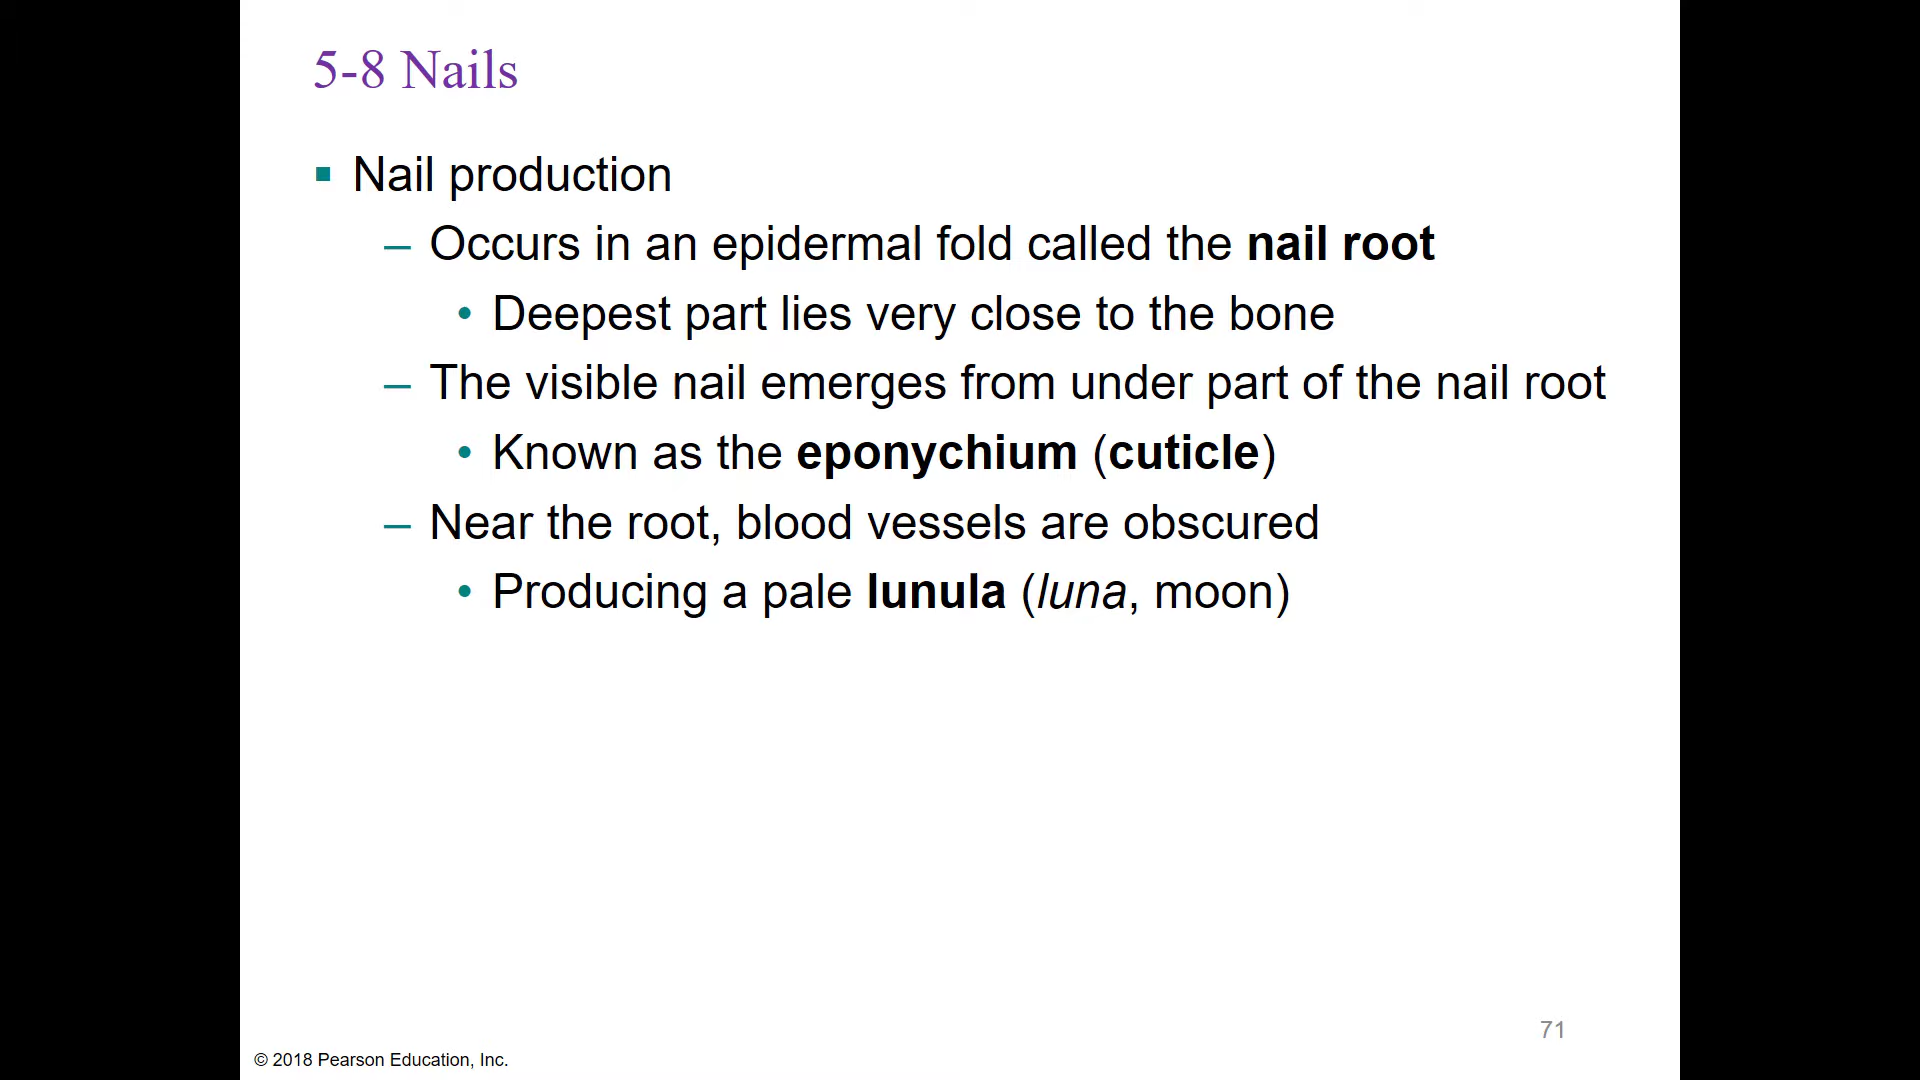 5-8 Nails
▪ Nail production
– Occurs in an epidermal fold called the nail root
• Deepest part lies very close to the bone
– The visible nail emerges from under part of the nail root
• Known as the eponychium (cuticle)
– Near the root, blood vessels are obscured
• Producing a pale lunula (luna, moon)
71
© 2018 Pearson Education, Inc.